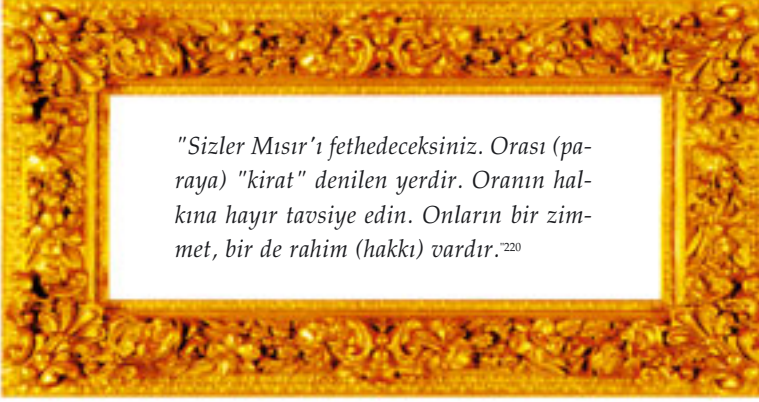 "Sizler Mısır'ı fethedeceksiniz. Orası (pa-
raya) "kirat" denilen yerdir. Oranın hal-
kına hayır tavsiye edin. Onların bir zim-
met, bir de rahim (hakkı) vardır."220